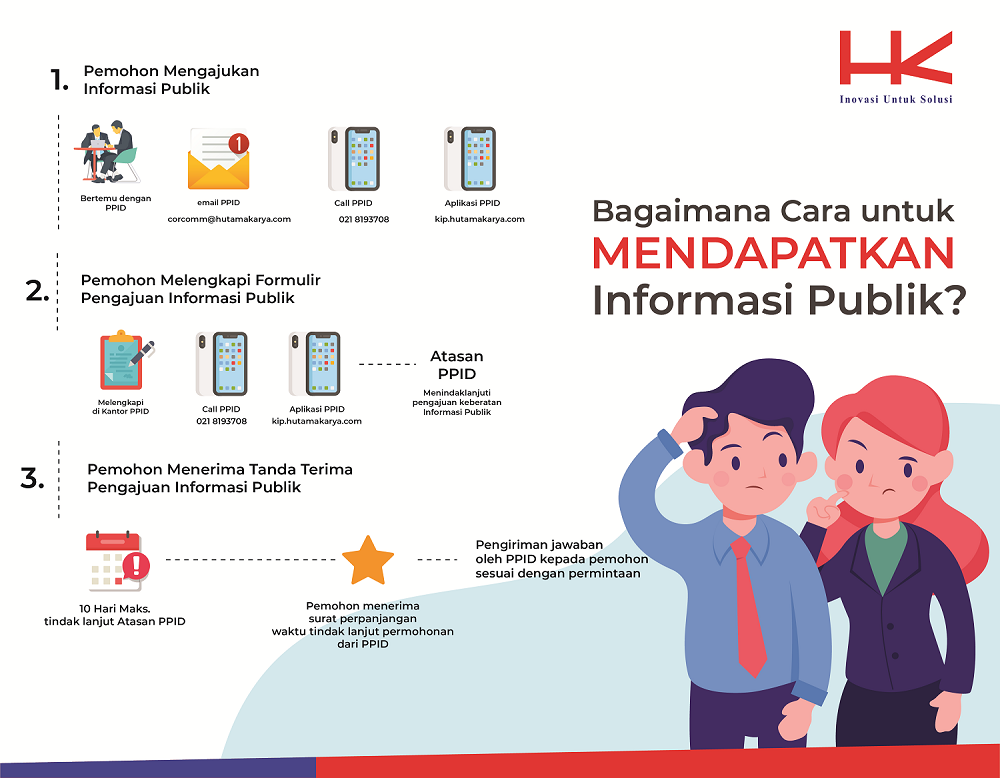 HK
Inovasi Untuk Solusi
Bagaimana Cara untuk
MENDAPATKAN
Informasi Publik?
1.
Pemohon Mengajukan
Informasi Publik
Bertemu dengan
PPID
1
email PPID
corcomm@hutamakarya.com
Call PPID
021 8193708
Aplikasi PPID
kip.hutamakarya.com
2.
Pemohon Melengkapi Formulir
Pengajuan Informasi Publik
Melengkapi
di Kantor PPID
Call PPID
021 8193708
Aplikasi PPID
kip.hutamakarya.com
Atasan
PPID
Menindaklanjuti
pengajuan keberatan
Informasi Publik
3.
Pemohon Menerima Tanda Terima
Pengajuan Informasi Publik
!
10 Hari Maks.
tindak lanjut Atasan PPID
Pemohon menerima
surat perpanjangan
waktu tindak lanjut permohonan
dari PPID
Pengiriman jawaban
oleh PPID kepada pemohon
sesuai dengan permintaan